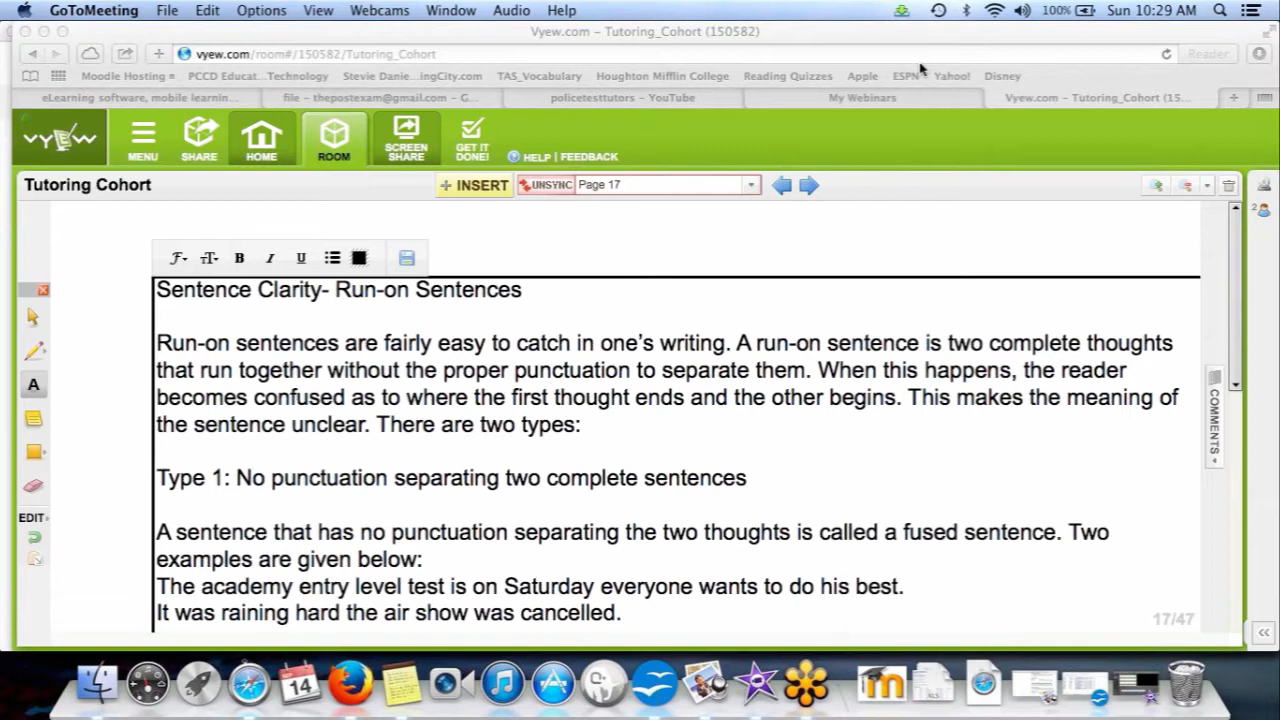 GoToMeeting File Edit Options View Webcams Window Audio Help 100% Sun 10:29 AM
Vyew.com – Tutoring_Cohort (150582)
vyew.com/room#/150582/Tutoring_Cohort Reader
Moodle Hosting PCCD Educat...Technology Stevie Danie...ingCity.com TAS_Vocabulary Houghton Mifflin College Reading Quizzes Apple ESPN Yahoo! Disney
eLearning software, mobile learnin... file – thepostexam@gmail.com – G... policetesttutors – YouTube My Webinars Vyew.com – Tutoring_Cohort (15...
VYEW MENU SHARE HOME ROOM SCREEN SHARE GET IT DONE! HELP | FEEDBACK
Tutoring Cohort + INSERT UNSYNC Page 17
2
B I U
Sentence Clarity- Run-on Sentences
Run-on sentences are fairly easy to catch in one's writing. A run-on sentence is two complete thoughts
that run together without the proper punctuation to separate them. When this happens, the reader
becomes confused as to where the first thought ends and the other begins. This makes the meaning of
the sentence unclear. There are two types:
Type 1: No punctuation separating two complete sentences
A sentence that has no punctuation separating the two thoughts is called a fused sentence. Two
examples are given below:
The academy entry level test is on Saturday everyone wants to do his best.
It was raining hard the air show was cancelled.
17/47
A
EDIT
COMMENTS
14